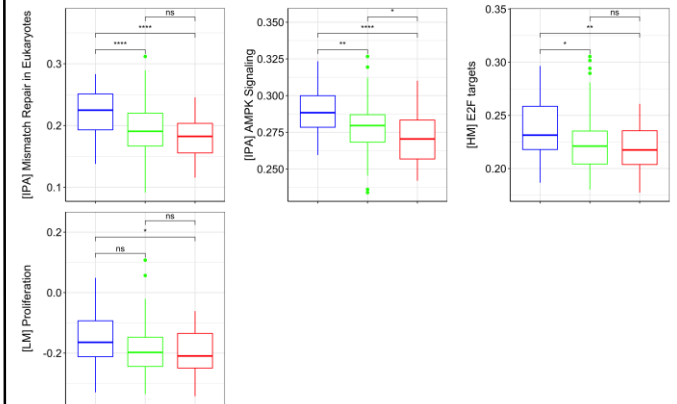 [IPA] Mismatch Repair in Eukaryotes
0.3
0.2
0.1
ns
****
****
[IPA] AMPK Signaling
0.350
0.325
0.300
0.275
0.250
*
****
**
[HM] E2F targets
0.35
0.30
0.25
0.20
ns
**
*
[LM] Proliferation
0.2
0.0
-0.2
ns
*
ns